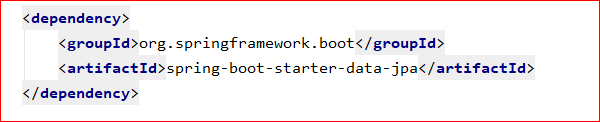 <dependency>
<groupId>org.springframework.boot</groupId>
<artifactId>spring-boot-starter-data-jpa</artifactId>
</dependency>